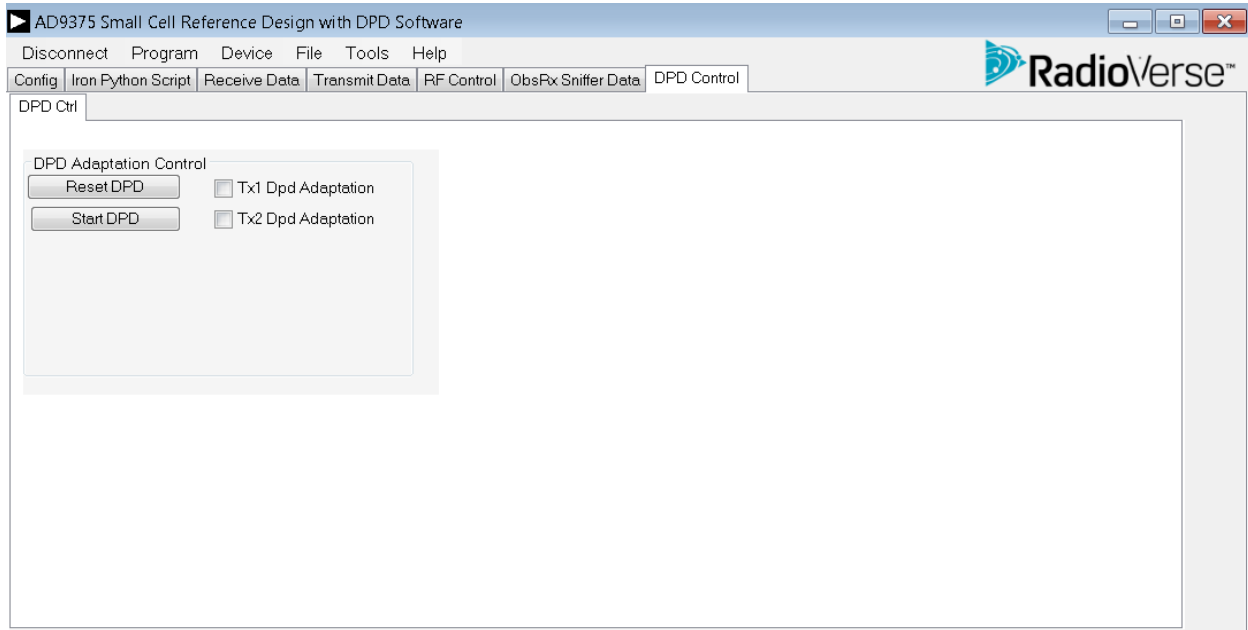 AD9375 Small Cell Reference Design with DPD Software
Disconnect Program Device File Tools Help
RadioVerse™
Config Iron Python Script Receive Data Transmit Data RF Control ObsRx Sniffer Data DPD Control
DPD Ctrl
DPD Adaptation Control
Reset DPD Tx1 Dpd Adaptation
Start DPD Tx2 Dpd Adaptation